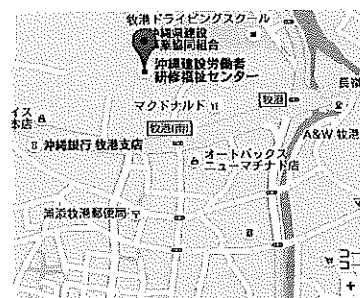 牧港ドライビングスクール
沖縄県建設
事業協同組合
沖縄建設労働者
研修福祉センター
長嶺
マクドナルド
牧港
イス
本店
牧港(南)
A&W 牧港
沖縄銀行 牧港支店
オートバックス
ニューマチナト店
浦添牧港郵便局
+